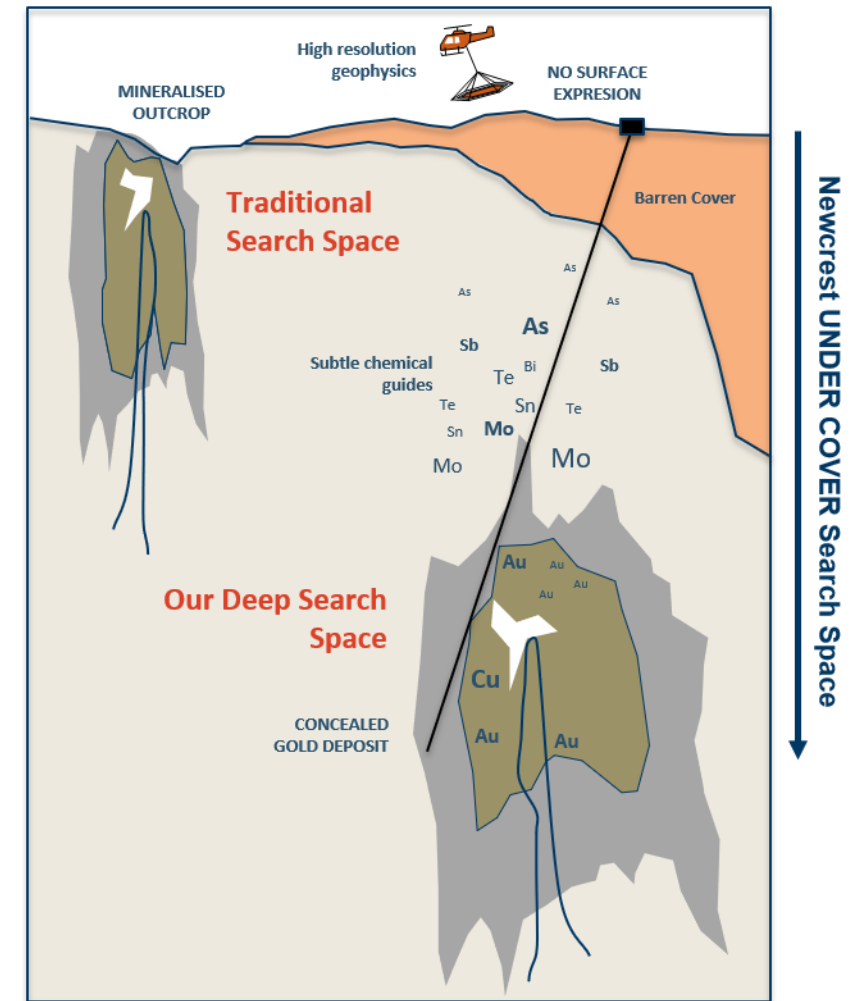 High resolution
geophysics
NO SURFACE
EXPRESION
MINERALISED
OUTCROP
Traditional
Search Space
Barren Cover
As
As
As
As
Sb
Subtle chemical
guides
Bi
Sb
Te
Te
Sn
Te
Sn
Mo
Mo
Mo
Our Deep Search
Space
Au
Au
Au
Au
Cu
CONCEALED
GOLD DEPOSIT
Au
Au
Newcrest UNDER COVER Search Space